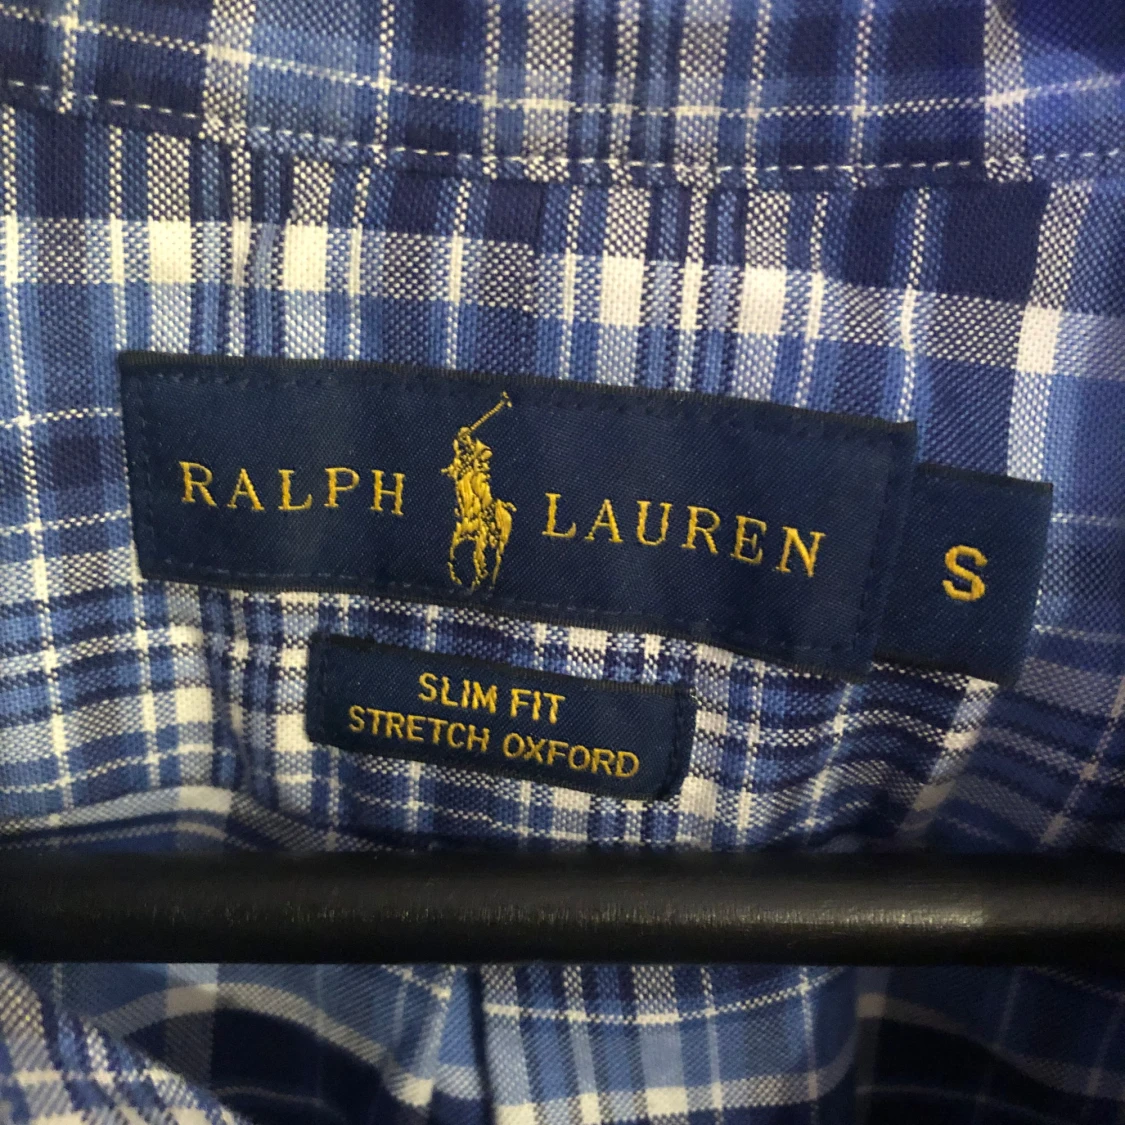 RALPH LAUREN
S
SLIM FIT
STRETCH OXFORD